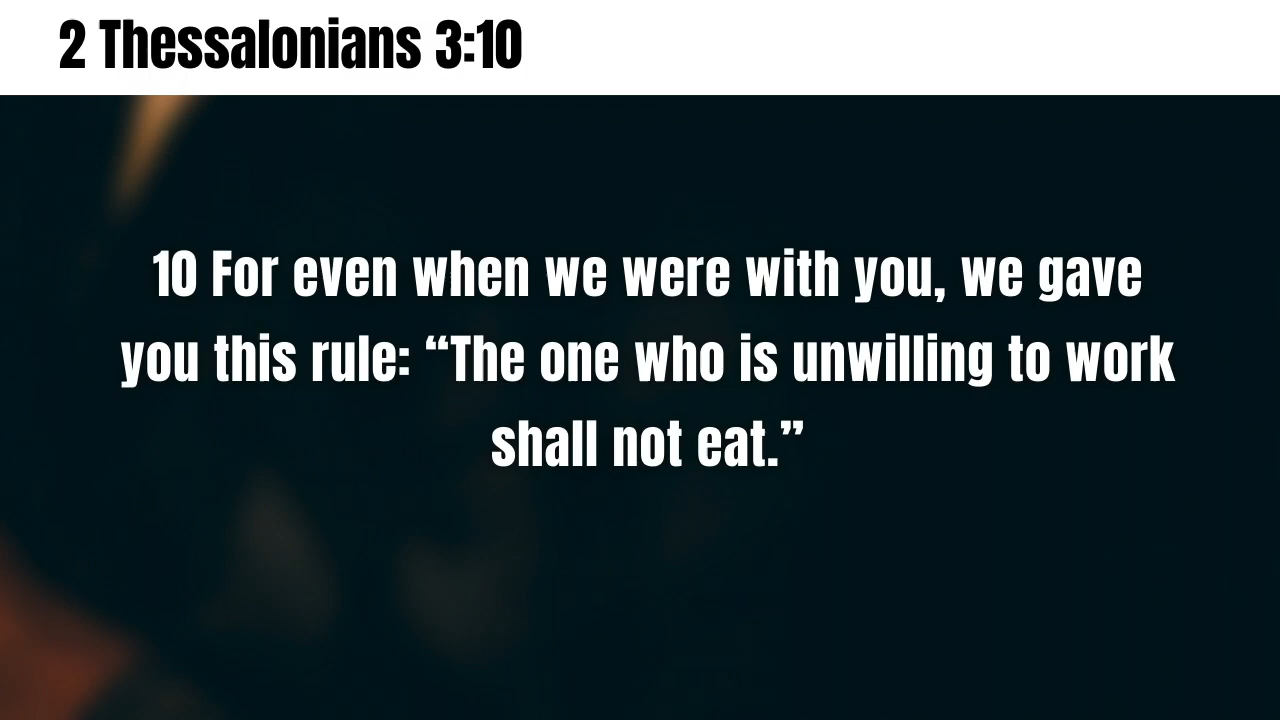 2 Thessalonians 3:10
10 For even when we were with you, we gave
you this rule: “The one who is unwilling to work
shall not eat.”